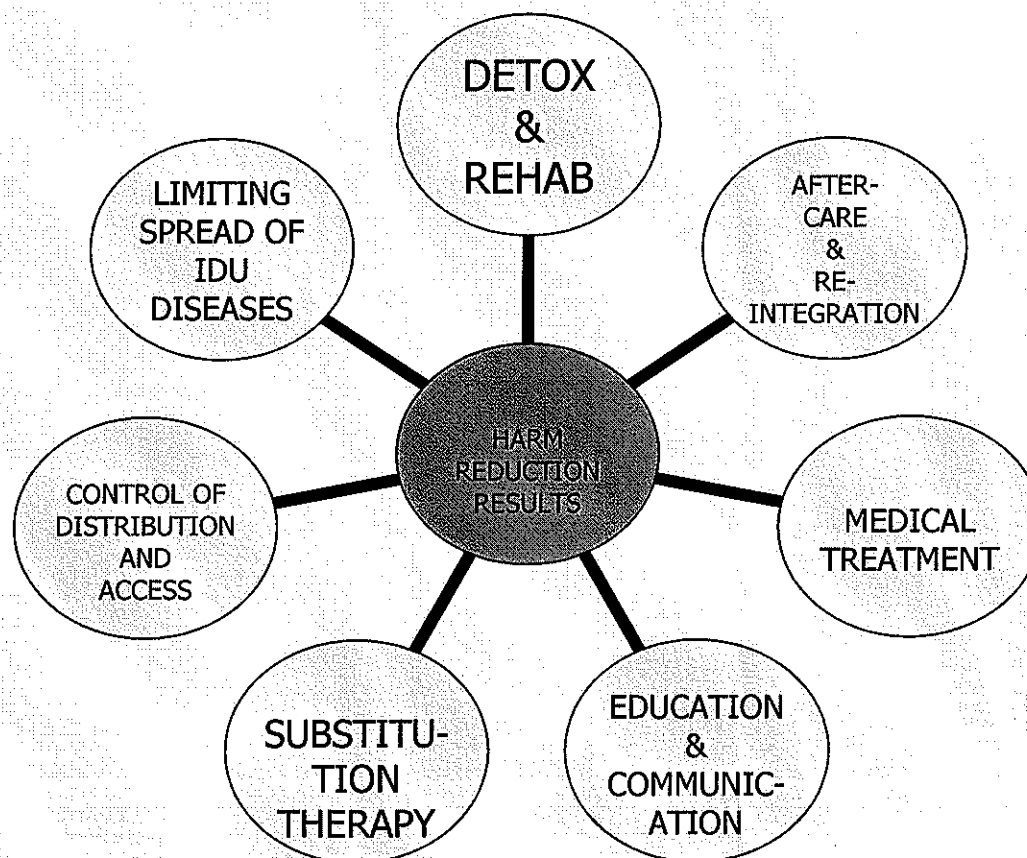 DETOX
&
REHAB
AFTER-
CARE
&
RE-
INTEGRATION
MEDICAL
TREATMENT
EDUCATION
&
COMMUNIC-
ATION
SUBSTITU-
TION
THERAPY
CONTROL OF
DISTRIBUTION
AND
ACCESS
LIMITING
SPREAD OF
IDU
DISEASES
HARM
REDUCTION
RESULTS